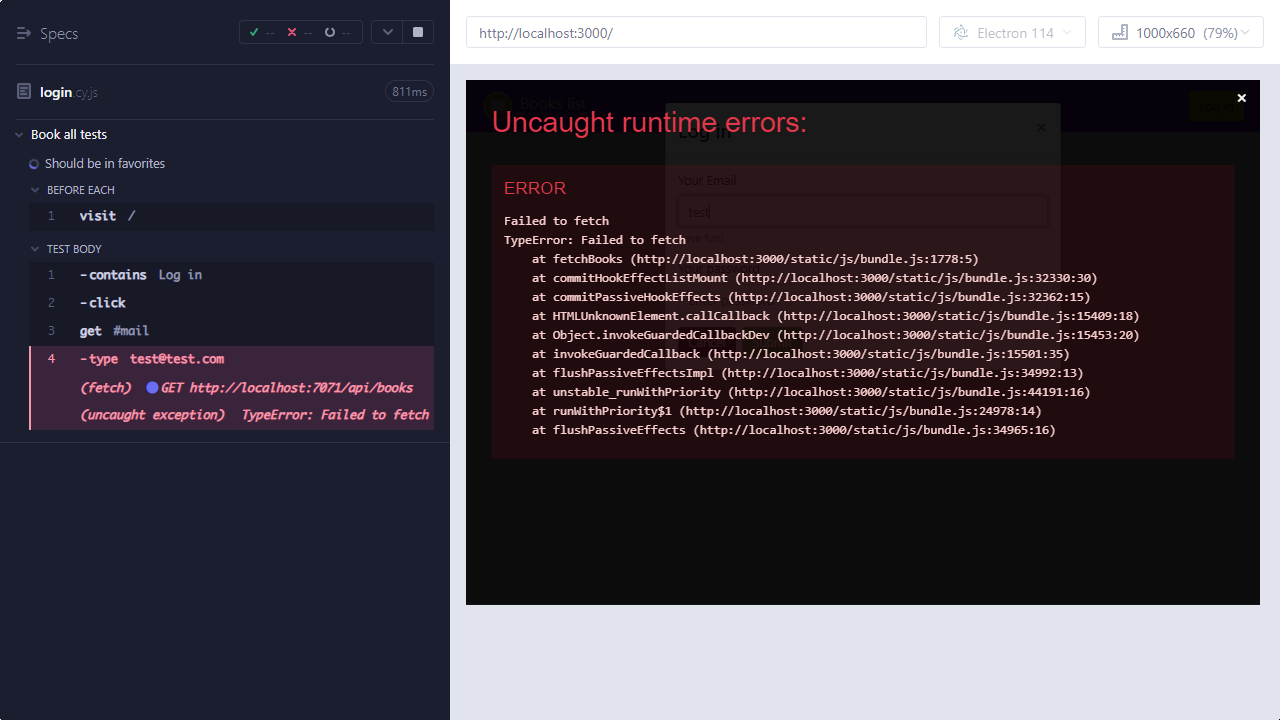 Specs
-- -- --
login.cy.js
811ms
Book all tests
Should be in favorites
BEFORE EACH
1 visit /
TEST BODY
1 -contains Log in
2 -click
3 get #mail
4 -type test@test.com
(fetch) GET http://localhost:7071/api/books
(uncaught exception) TypeError: Failed to fetch
http://localhost:3000/
Electron 114
1000x660 (79%)
Books list
Log in
Uncaught runtime errors:
Your Email
test
ERROR
Failed to fetch
TypeError: Failed to fetch
at fetchBooks (http://localhost:3000/static/js/bundle.js:1778:5)
at commitHookEffectListMount (http://localhost:3000/static/js/bundle.js:32330:30)
at commitPassiveHookEffects (http://localhost:3000/static/js/bundle.js:32362:15)
at HTMLUnknownElement.callCallback (http://localhost:3000/static/js/bundle.js:15409:18)
at Object.invokeGuardedCallbackDev (http://localhost:3000/static/js/bundle.js:15453:20)
at invokeGuardedCallback (http://localhost:3000/static/js/bundle.js:15501:35)
at flushPassiveEffectsImpl (http://localhost:3000/static/js/bundle.js:34992:13)
at unstable_runWithPriority (http://localhost:3000/static/js/bundle.js:44191:16)
at runWithPriority$1 (http://localhost:3000/static/js/bundle.js:24978:14)
at flushPassiveEffects (http://localhost:3000/static/js/bundle.js:34965:16)